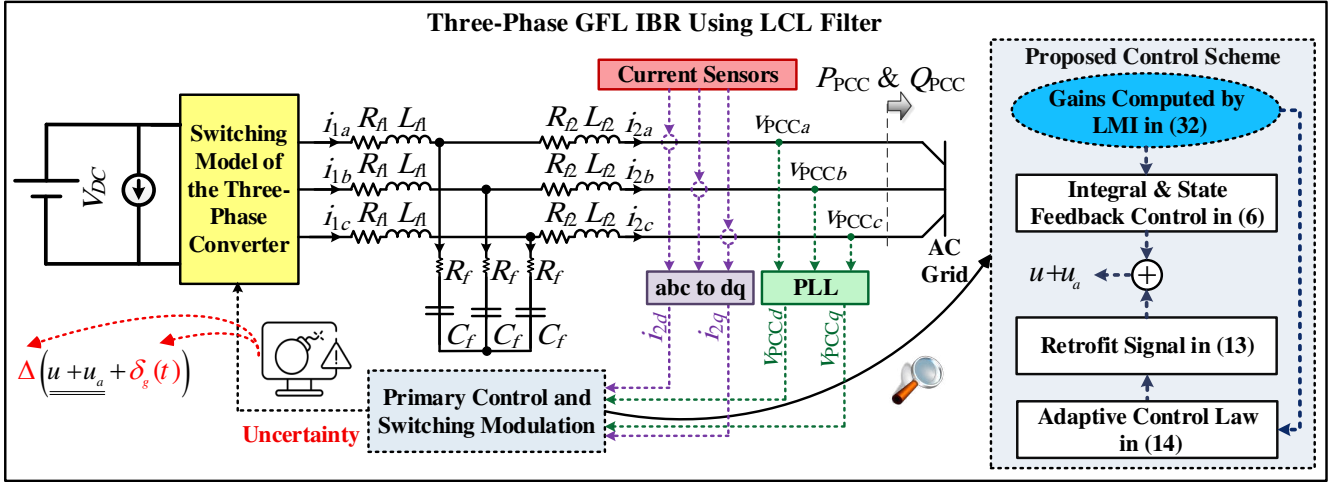 Three-Phase GFL IBR Using LCL Filter
Current Sensors
P_PCC & Q_PCC
Proposed Control Scheme
Gains Computed by
LMI in (32)
V_DC
Switching
Model of
the Three-
Phase
Converter
i_1a R_f1 L_f1 R_f2 L_f2 i_2a v_PCCa
i_1b R_f1 L_f1 R_f2 L_f2 i_2b v_PCCb
i_1c R_f1 L_f1 R_f2 L_f2 i_2c v_PCCc
AC
Grid
R_f R_f R_f
C_f C_f C_f
abc to dq
PLL
i_2d i_2q v_PCCd v_PCCq
Integral & State
Feedback Control in (6)
u+u_a
+
Retrofit Signal in (13)
Adaptive Control Law
in (14)
Δ(u + u_a + δ_g(t))
Uncertainty
Primary Control and
Switching Modulation